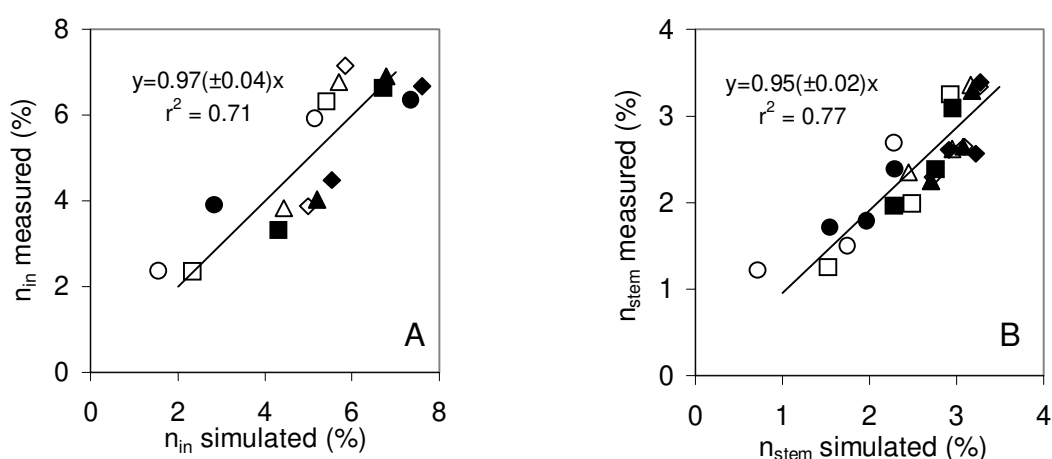 8
6
4
2
0
0
2
4
6
8
n_in measured (%)
n_in simulated (%)
y=0.97(±0.04)x
r² = 0.71
A
4
3
2
1
0
0
1
2
3
4
n_stem measured (%)
n_stem simulated (%)
y=0.95(±0.02)x
r² = 0.77
B